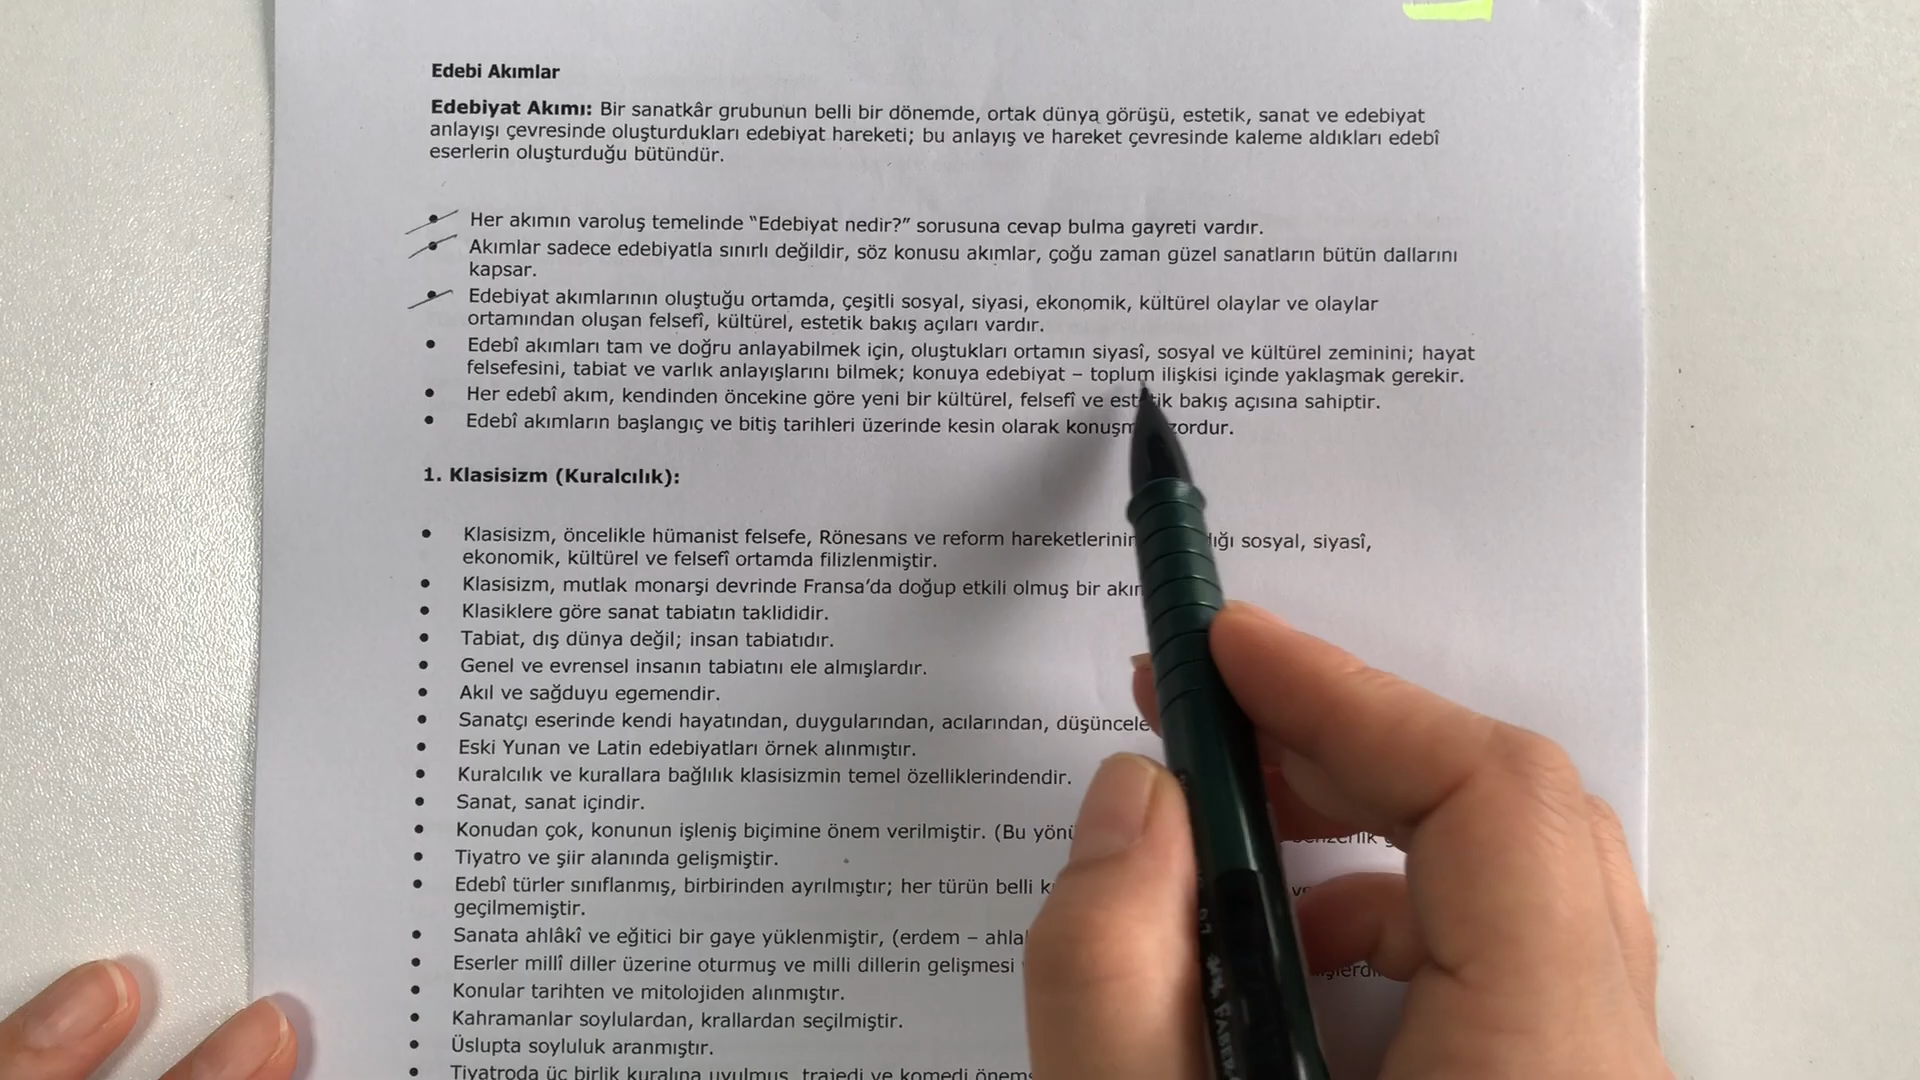 Edebi Akımlar
Edebiyat Akımı: Bir sanatkâr grubunun belli bir dönemde, ortak dünya görüşü, estetik, sanat ve edebiyat
anlayışı çevresinde oluşturdukları edebiyat hareketi; bu anlayış ve hareket çevresinde kaleme aldıkları edebî
eserlerin oluşturduğu bütündür.
• Her akımın varoluş temelinde “Edebiyat nedir?” sorusuna cevap bulma gayreti vardır.
• Akımlar sadece edebiyatla sınırlı değildir, söz konusu akımlar, çoğu zaman güzel sanatların bütün dallarını
kapsar.
• Edebiyat akımlarının oluştuğu ortamda, çeşitli sosyal, siyasi, ekonomik, kültürel olaylar ve olaylar
ortamından oluşan felsefî, kültürel, estetik bakış açıları vardır.
• Edebî akımları tam ve doğru anlayabilmek için, oluştukları ortamın siyasî, sosyal ve kültürel zeminini; hayat
felsefesini, tabiat ve varlık anlayışlarını bilmek; konuya edebiyat – toplum ilişkisi içinde yaklaşmak gerekir.
• Her edebî akım, kendinden öncekine göre yeni bir kültürel, felsefî ve estetik bakış açısına sahiptir.
• Edebî akımların başlangıç ve bitiş tarihleri üzerinde kesin olarak konuşm zordur.
1. Klasisizm (Kuralcılık):
• Klasisizm, öncelikle hümanist felsefe, Rönesans ve reform hareketlerinin sosyal, siyasî,
ekonomik, kültürel ve felsefî ortamda filizlenmiştir.
• Klasisizm, mutlak monarşi devrinde Fransa’da doğup etkili olmuş bir
• Klasiklere göre sanat tabiatın taklididir.
• Tabiat, dış dünya değil; insan tabiatıdır.
• Genel ve evrensel insanın tabiatını ele almışlardır.
• Akıl ve sağduyu egemendir.
• Sanatçı eserinde kendi hayatından, duygularından, acılarından, düşüncele
• Eski Yunan ve Latin edebiyatları örnek alınmıştır.
• Kuralcılık ve kurallara bağlılık klasisizmin temel özelliklerindendir.
• Sanat, sanat içindir.
• Konudan çok, konunun işleniş biçimine önem verilmiştir. (Bu yönü
• Tiyatro ve şiir alanında gelişmiştir.
• Edebî türler sınıflanmış, birbirinden ayrılmıştır; her türün belli
geçilmemiştir.
• Sanata ahlâkî ve eğitici bir gaye yüklenmiştir, (erdem – ahla
• Eserler millî diller üzerine oturmuş ve milli dillerin gelişmesi
• Konular tarihten ve mitolojiden alınmıştır.
• Kahramanlar soylulardan, krallardan seçilmiştir.
• Üslupta soyluluk aranmıştır.
• Tiyatroda üç birlik kuralına uyulmuş, trajedi ve komedi önems
FABER